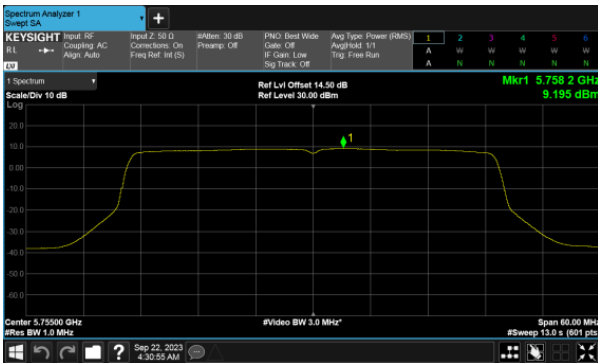 Spectrum Analyzer 1
Swept SA
+
KEYSIGHT Input: RF Input Z: 50 Ω #Atten: 30 dB PNO: Best Wide Avg Type: Power (RMS) 1 2 3 4 5 6
RL Coupling: AC Corrections: On Preamp: Off Gate: Off Avg|Hold: 1/1 A W W W W W
Align: Auto Freq Ref: Int (S) IF Gain: Low Trig: Free Run
LXI Sig Track: Off A N N N N N
1 Spectrum Ref Lvl Offset 14.50 dB Mkr1 5.758 2 GHz
Scale/Div 10 dB Ref Level 30.00 dBm 9.195 dBm
Log
20.0
1
10.0
0.00
-10.0
-20.0
-30.0
-40.0
-50.0
-60.0
Center 5.75500 GHz #Video BW 3.0 MHz* Span 60.00 MHz
#Res BW 1.0 MHz #Sweep 13.0 s (601 pts)
? Sep 22, 2023
4:30:55 AM